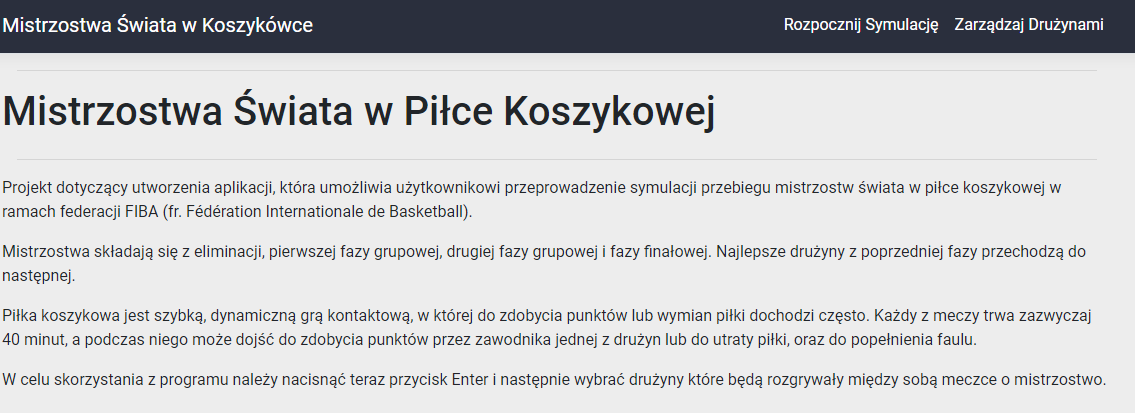 Mistrzostwa Świata w Koszykówce
Rozpocznij Symulację
Zarządzaj Drużynami
Mistrzostwa Świata w Piłce Koszykowej
Projekt dotyczący utworzenia aplikacji, która umożliwia użytkownikowi przeprowadzenie symulacji przebiegu mistrzostw świata w piłce koszykowej w
ramach federacji FIBA (fr. Fédération Internationale de Basketball).
Mistrzostwa składają się z eliminacji, pierwszej fazy grupowej, drugiej fazy grupowej i fazy finałowej. Najlepsze drużyny z poprzedniej fazy przechodzą do
następnej.
Piłka koszykowa jest szybką, dynamiczną grą kontaktową, w której do zdobycia punktów lub wymian piłki dochodzi często. Każdy z meczy trwa zazwyczaj
40 minut, a podczas niego może dojść do zdobycia punktów przez zawodnika jednej z drużyn lub do utraty piłki, oraz do popełnienia faulu.
W celu skorzystania z programu należy nacisnąć teraz przycisk Enter i następnie wybrać drużyny które będą rozgrywały między sobą meczce o mistrzostwo.